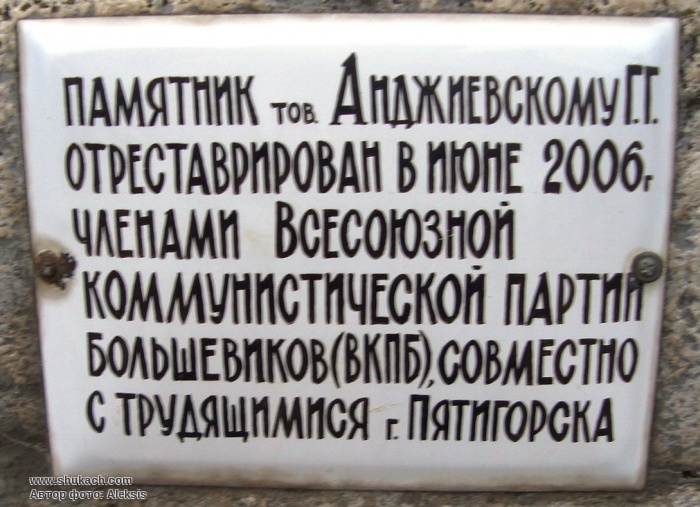 ПАМЯТНИК ТОВ. АНДЖИЕВСКОМУ Г.Г.
ОТРЕСТАВРИРОВАН В ИЮНЕ 2006г
ЧЛЕНАМИ ВСЕСОЮЗНОЙ
КОММУНИСТИЧЕСКОЙ ПАРТИИ
БОЛЬШЕВИКОВ(ВКПБ), СОВМЕСТНО
С ТРУДЯЩИМИСЯ г. ПЯТИГОРСКА
www.shukach.com
Автор фото: Aleksis